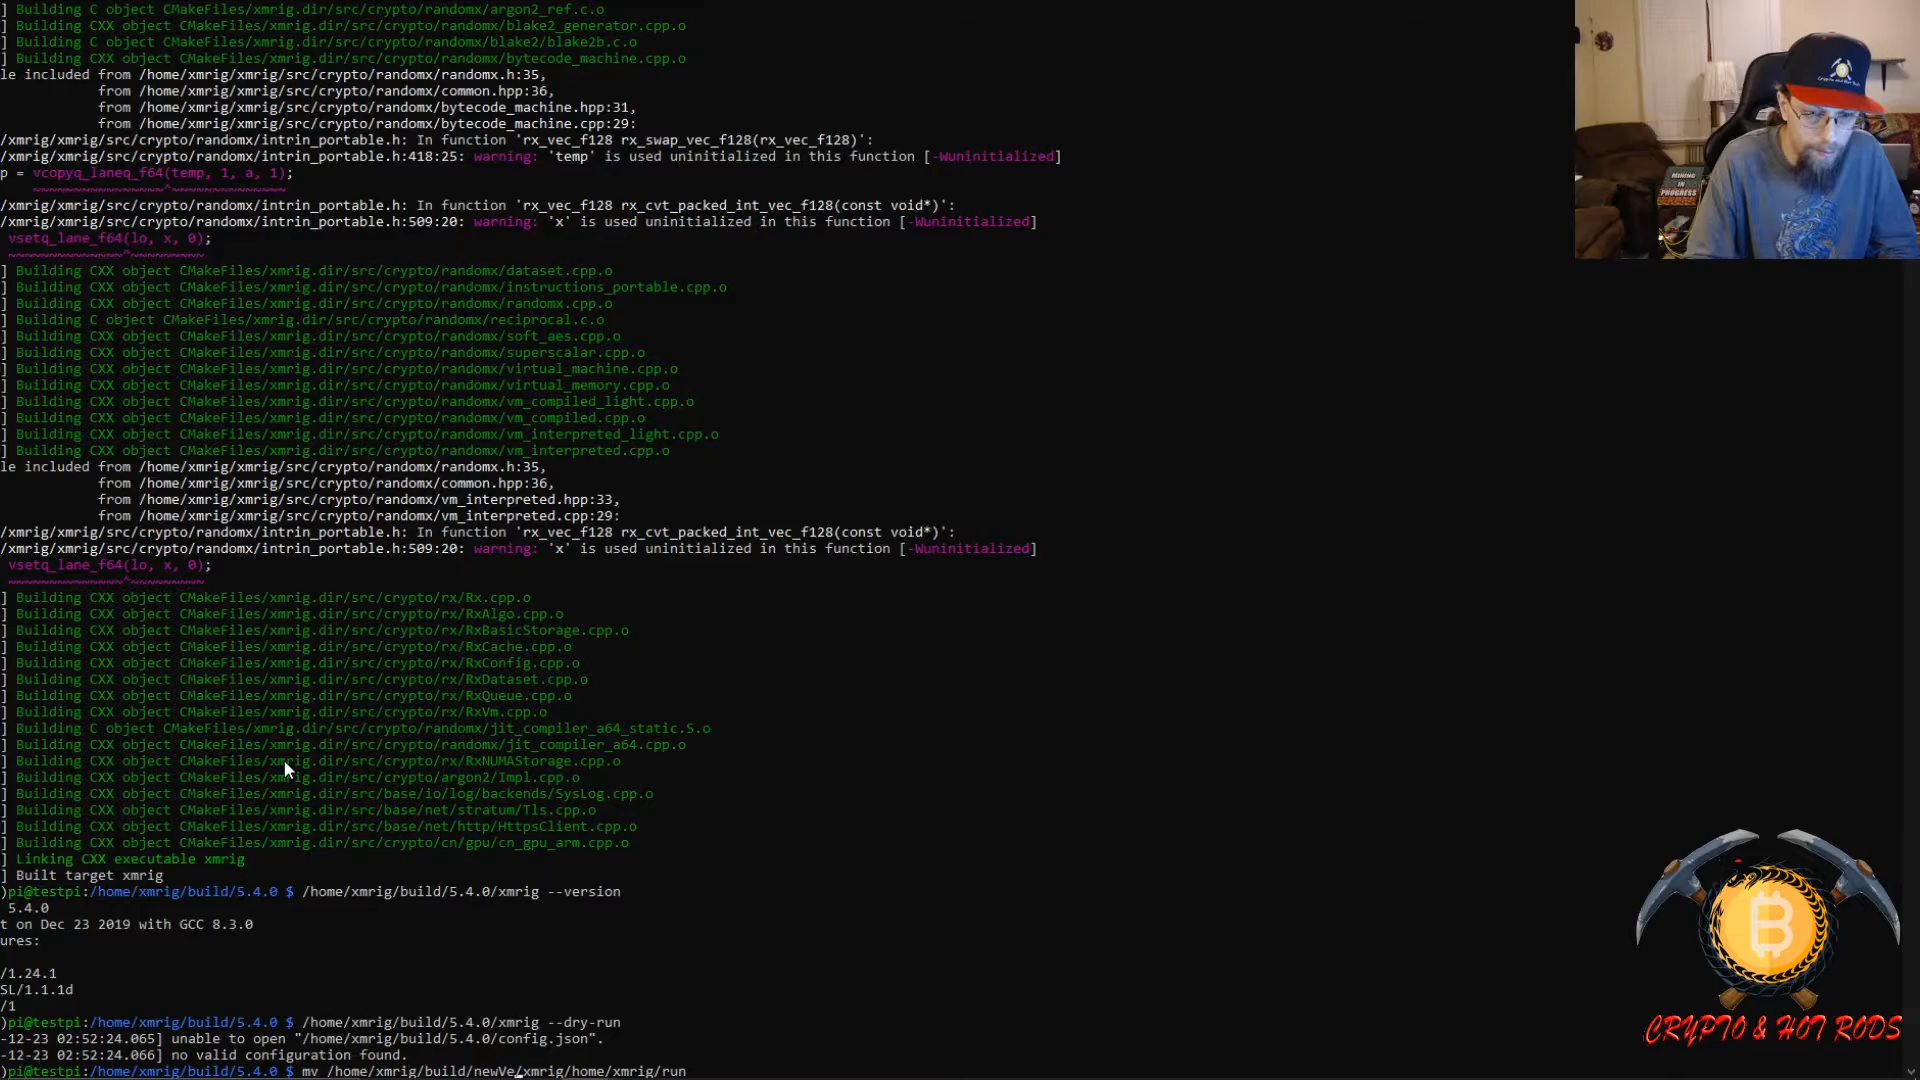 ] Building C object CMakeFiles/xmrig.dir/src/crypto/randomx/argon2_ref.c.o
] Building CXX object CMakeFiles/xmrig.dir/src/crypto/randomx/blake2_generator.cpp.o
] Building C object CMakeFiles/xmrig.dir/src/crypto/randomx/blake2/blake2b.c.o
] Building CXX object CMakeFiles/xmrig.dir/src/crypto/randomx/bytecode_machine.cpp.o
le included from /home/xmrig/xmrig/src/crypto/randomx/randomx.h:35,
from /home/xmrig/xmrig/src/crypto/randomx/common.hpp:36,
from /home/xmrig/xmrig/src/crypto/randomx/bytecode_machine.hpp:31,
from /home/xmrig/xmrig/src/crypto/randomx/bytecode_machine.cpp:29:
/xmrig/xmrig/src/crypto/randomx/intrin_portable.h: In function 'rx_vec_f128 rx_swap_vec_f128(rx_vec_f128)':
/xmrig/xmrig/src/crypto/randomx/intrin_portable.h:418:25: warning: 'temp' is used uninitialized in this function [-Wuninitialized]
p = vcopyq_laneq_f64(temp, 1, a, 1);
~~~~~~~~~~~~~~~~^~~~~~~~~~~~~~~
/xmrig/xmrig/src/crypto/randomx/intrin_portable.h: In function 'rx_vec_f128 rx_cvt_packed_int_vec_f128(const void*)':
/xmrig/xmrig/src/crypto/randomx/intrin_portable.h:509:20: warning: 'x' is used uninitialized in this function [-Wuninitialized]
vsetq_lane_f64(lo, x, 0);
~~~~~~~~~~~~~~^~~~~~~~~~
] Building CXX object CMakeFiles/xmrig.dir/src/crypto/randomx/dataset.cpp.o
] Building CXX object CMakeFiles/xmrig.dir/src/crypto/randomx/instructions_portable.cpp.o
] Building CXX object CMakeFiles/xmrig.dir/src/crypto/randomx/randomx.cpp.o
] Building C object CMakeFiles/xmrig.dir/src/crypto/randomx/reciprocal.c.o
] Building CXX object CMakeFiles/xmrig.dir/src/crypto/randomx/soft_aes.cpp.o
] Building CXX object CMakeFiles/xmrig.dir/src/crypto/randomx/superscalar.cpp.o
] Building CXX object CMakeFiles/xmrig.dir/src/crypto/randomx/virtual_machine.cpp.o
] Building CXX object CMakeFiles/xmrig.dir/src/crypto/randomx/virtual_memory.cpp.o
] Building CXX object CMakeFiles/xmrig.dir/src/crypto/randomx/vm_compiled_light.cpp.o
] Building CXX object CMakeFiles/xmrig.dir/src/crypto/randomx/vm_compiled.cpp.o
] Building CXX object CMakeFiles/xmrig.dir/src/crypto/randomx/vm_interpreted_light.cpp.o
] Building CXX object CMakeFiles/xmrig.dir/src/crypto/randomx/vm_interpreted.cpp.o
le included from /home/xmrig/xmrig/src/crypto/randomx/randomx.h:35,
from /home/xmrig/xmrig/src/crypto/randomx/common.hpp:36,
from /home/xmrig/xmrig/src/crypto/randomx/vm_interpreted.hpp:33,
from /home/xmrig/xmrig/src/crypto/randomx/vm_interpreted.cpp:29:
/xmrig/xmrig/src/crypto/randomx/intrin_portable.h: In function 'rx_vec_f128 rx_cvt_packed_int_vec_f128(const void*)':
/xmrig/xmrig/src/crypto/randomx/intrin_portable.h:509:20: warning: 'x' is used uninitialized in this function [-Wuninitialized]
vsetq_lane_f64(lo, x, 0);
~~~~~~~~~~~~~~^~~~~~~~~~
] Building CXX object CMakeFiles/xmrig.dir/src/crypto/rx/Rx.cpp.o
] Building CXX object CMakeFiles/xmrig.dir/src/crypto/rx/RxAlgo.cpp.o
] Building CXX object CMakeFiles/xmrig.dir/src/crypto/rx/RxBasicStorage.cpp.o
] Building CXX object CMakeFiles/xmrig.dir/src/crypto/rx/RxCache.cpp.o
] Building CXX object CMakeFiles/xmrig.dir/src/crypto/rx/RxConfig.cpp.o
] Building CXX object CMakeFiles/xmrig.dir/src/crypto/rx/RxDataset.cpp.o
] Building CXX object CMakeFiles/xmrig.dir/src/crypto/rx/RxQueue.cpp.o
] Building CXX object CMakeFiles/xmrig.dir/src/crypto/rx/RxVm.cpp.o
] Building C object CMakeFiles/xmrig.dir/src/crypto/randomx/jit_compiler_a64_static.S.o
] Building CXX object CMakeFiles/xmrig.dir/src/crypto/randomx/jit_compiler_a64.cpp.o
] Building CXX object CMakeFiles/xmrig.dir/src/crypto/rx/RxNUMAStorage.cpp.o
] Building CXX object CMakeFiles/xmrig.dir/src/crypto/argon2/Impl.cpp.o
] Building CXX object CMakeFiles/xmrig.dir/src/base/io/log/backends/SysLog.cpp.o
] Building CXX object CMakeFiles/xmrig.dir/src/base/net/stratum/Tls.cpp.o
] Building CXX object CMakeFiles/xmrig.dir/src/base/net/http/HttpsClient.cpp.o
] Building CXX object CMakeFiles/xmrig.dir/src/crypto/cn/gpu/cn_gpu_arm.cpp.o
] Linking CXX executable xmrig
] Built target xmrig
)pi@testpi:/home/xmrig/build/5.4.0 $ /home/xmrig/build/5.4.0/xmrig --version
5.4.0
t on Dec 23 2019 with GCC 8.3.0
ures:
/1.24.1
SL/1.1.1d
/1
)pi@testpi:/home/xmrig/build/5.4.0 $ /home/xmrig/build/5.4.0/xmrig --dry-run
-12-23 02:52:24.065] unable to open "/home/xmrig/build/5.4.0/config.json".
-12-23 02:52:24.066] no valid configuration found.
)pi@testpi:/home/xmrig/build/5.4.0 $ mv /home/xmrig/build/newVe/xmrig/home/xmrig/run
MINING
IN
PROGRESS
CRYPTO & HOT RODS